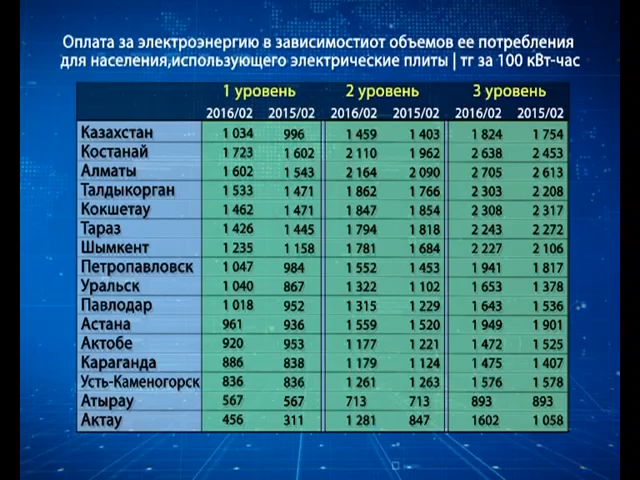 Оплата за электроэнергию в зависимостиот объемов ее потребления
для населения,использующего электрические плиты | тг за 100 кВт-час
1 уровень 2 уровень 3 уровень
2016/02 2015/02 2016/02 2015/02 2016/02 2015/02
Казахстан 1 034 996 1 459 1 403 1 824 1 754
Костанай 1 723 1 602 2 110 1 962 2 638 2 453
Алматы 1 602 1 543 2 164 2 090 2 705 2 613
Талдыкорган 1 533 1 471 1 862 1 766 2 303 2 208
Кокшетау 1 462 1 471 1 847 1 854 2 308 2 317
Тараз 1 426 1 445 1 794 1 818 2 243 2 272
Шымкент 1 235 1 158 1 781 1 684 2 227 2 106
Петропавловск 1 047 984 1 552 1 453 1 941 1 817
Уральск 1 040 867 1 322 1 102 1 653 1 378
Павлодар 1 018 952 1 315 1 229 1 643 1 536
Астана 961 936 1 559 1 520 1 949 1 901
Актобе 920 953 1 177 1 221 1 472 1 525
Караганда 886 838 1 179 1 124 1 475 1 407
Усть-Каменогорск 836 836 1 261 1 263 1 576 1 578
Атырау 567 567 713 713 893 893
Актау 456 311 1 281 847 1602 1 058